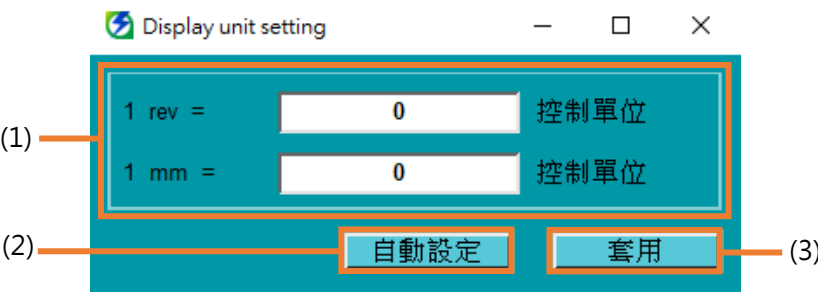 Display unit setting
(1)
1 rev = 0 控制單位
1 mm = 0 控制單位
(2) 自動設定 套用 (3)